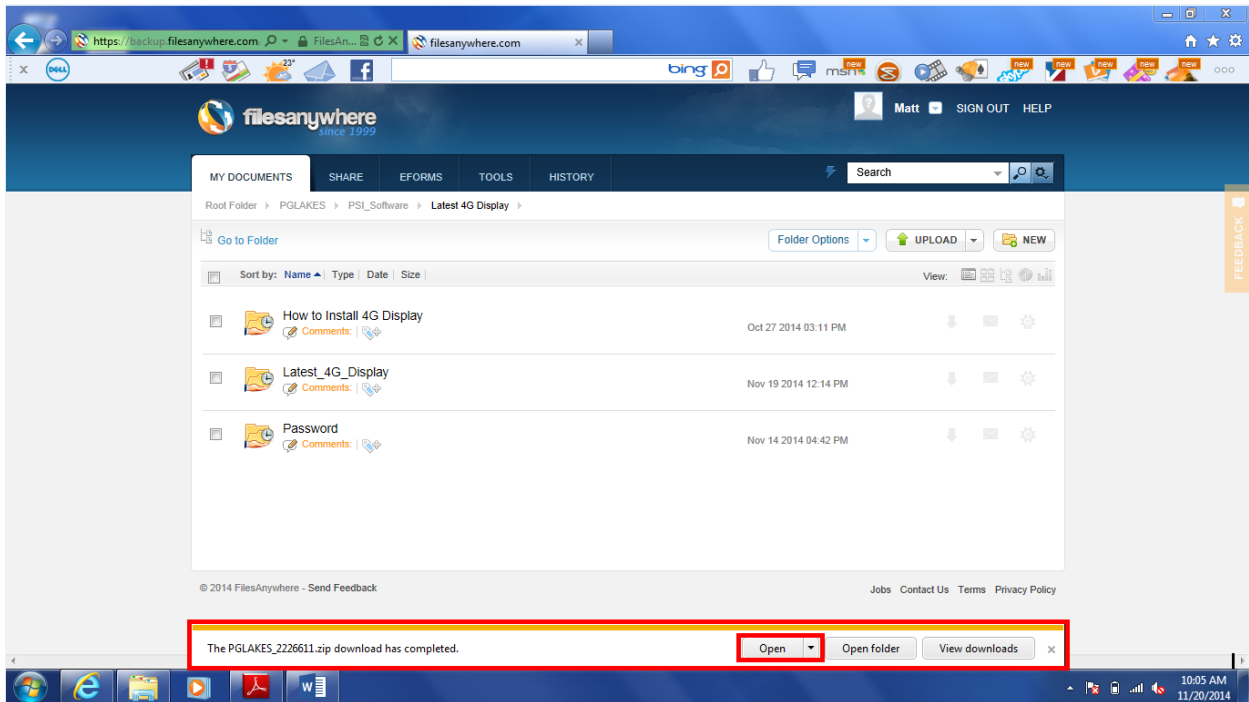 https://backup.filesanywhere.com FilesAn... filesanywhere.com
x DELL 23° f bing msn new new new new new
filesanywhere
since 1999
Matt SIGN OUT HELP
MY DOCUMENTS SHARE EFORMS TOOLS HISTORY Search
Root Folder PGLAKES PSI_Software Latest 4G Display
Go to Folder Folder Options UPLOAD NEW
FEEDBACK
Sort by: Name Type Date Size View:
How to Install 4G Display
Comments: Oct 27 2014 03:11 PM
Latest_4G_Display
Comments: Nov 19 2014 12:14 PM
Password
Comments: Nov 14 2014 04:42 PM
© 2014 FilesAnywhere - Send Feedback Jobs Contact Us Terms Privacy Policy
The PGLAKES_2226611.zip download has completed. Open Open folder View downloads ×
10:05 AM
11/20/2014